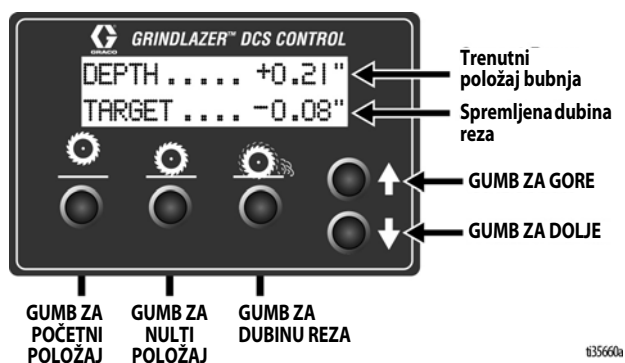 GRACO
GRINDLAZER™ DCS CONTROL
DEPTH ..... +0.21"
TARGET .... -0.08"
Trenutni
položaj bubnja
Spremljena dubina
reza
GUMB ZA GORE
GUMB ZA DOLJE
GUMB ZA
POČETNI
POLOŽAJ
GUMB ZA
NULTI
POLOŽAJ
GUMB ZA
DUBINU REZA
ti35660a